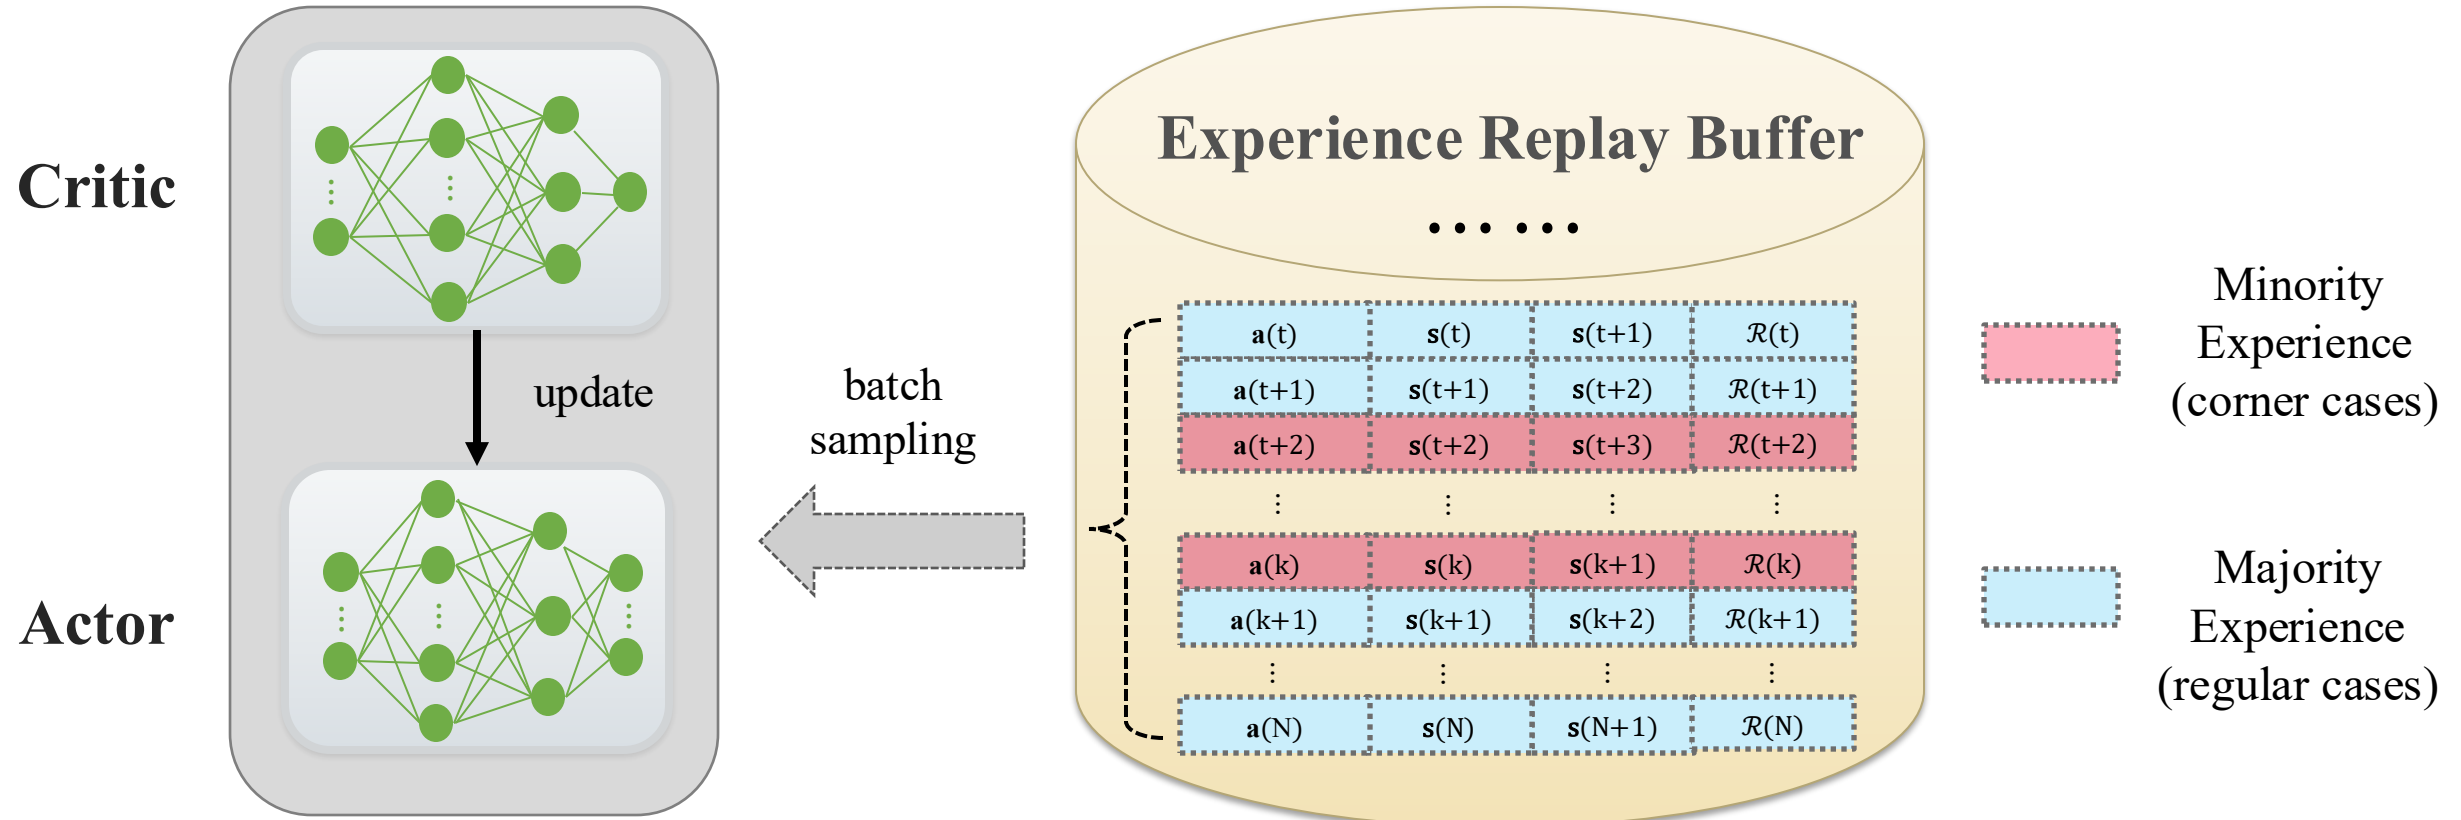 Critic
update
Actor
batch
sampling
Experience Replay Buffer
... ...
a(t) s(t) s(t+1) ℛ(t)
a(t+1) s(t+1) s(t+2) ℛ(t+1)
a(t+2) s(t+2) s(t+3) ℛ(t+2)
⋮ ⋮ ⋮ ⋮
a(k) s(k) s(k+1) ℛ(k)
a(k+1) s(k+1) s(k+2) ℛ(k+1)
⋮ ⋮ ⋮ ⋮
a(N) s(N) s(N+1) ℛ(N)
Minority
Experience
(corner cases)
Majority
Experience
(regular cases)